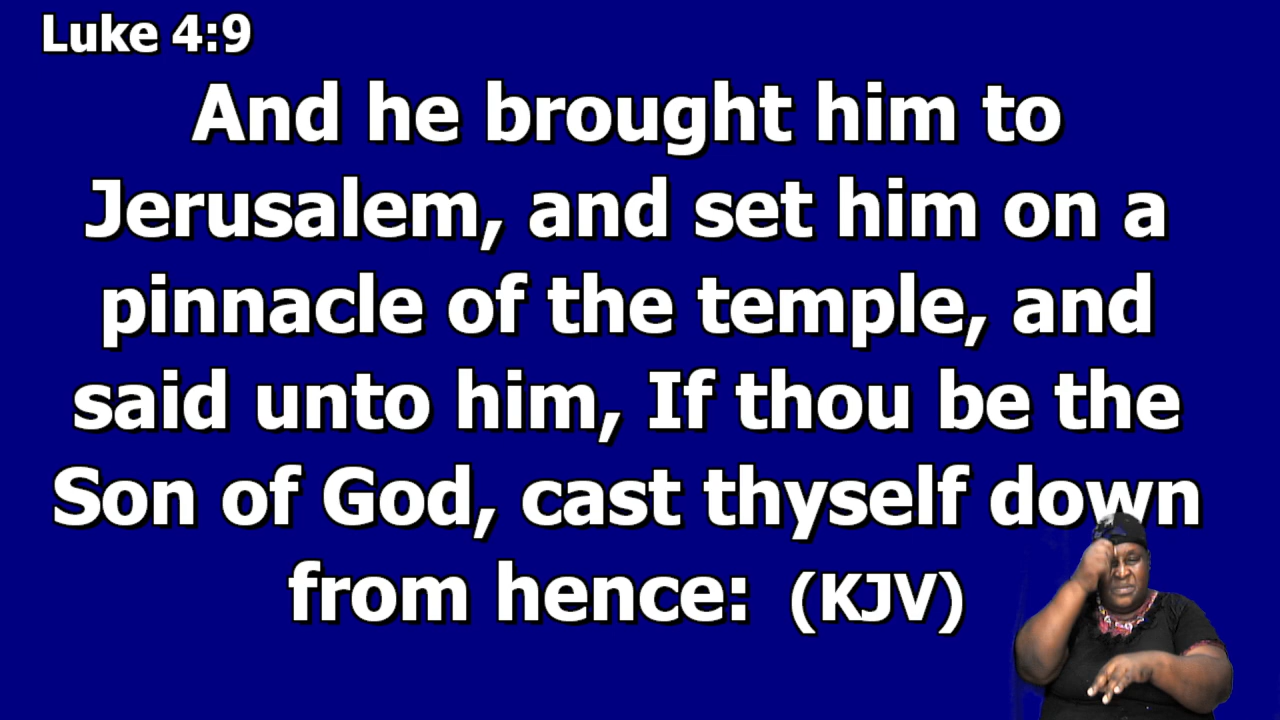 Luke 4:9
And he brought him to
Jerusalem, and set him on a
pinnacle of the temple, and
said unto him, If thou be the
Son of God, cast thyself down
from hence: (KJV)